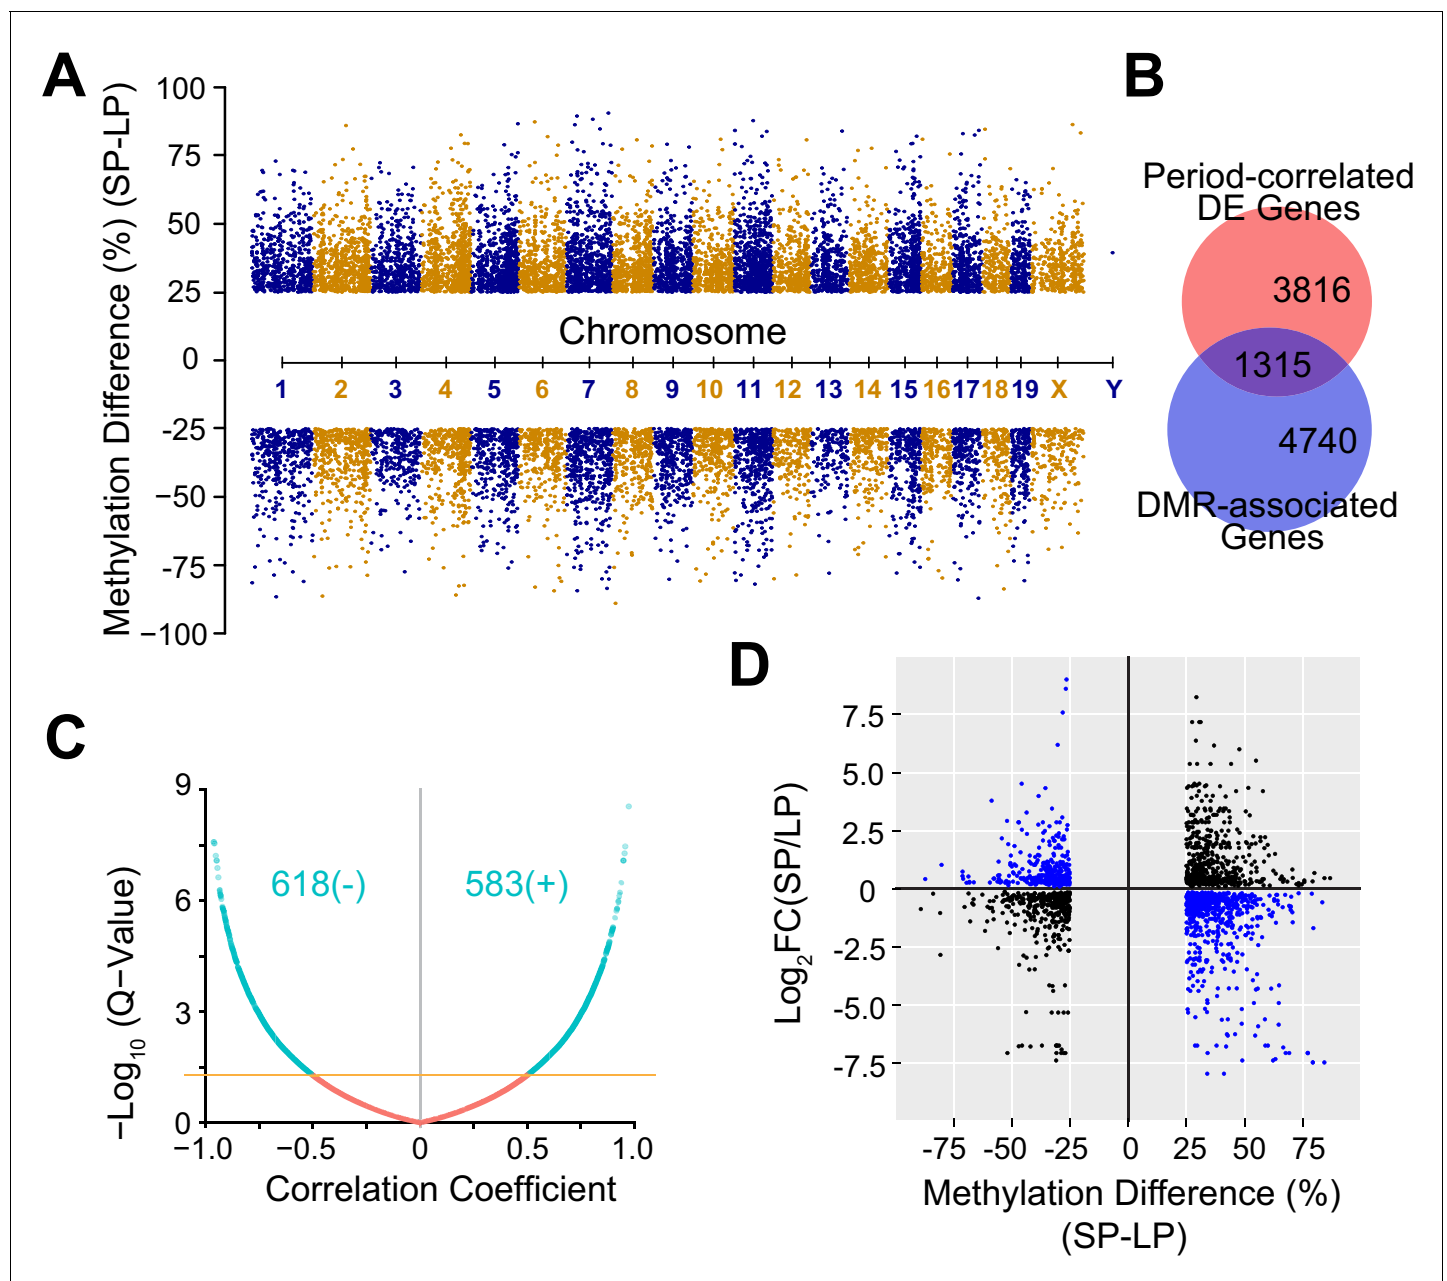 A
Methylation Difference (%) (SP-LP)
100
75
50
25
0
-25
−50
-75
−100
Chromosome
1 2 3 4 5 6 7 8 9 10 11 12 13 14 15 16 17 18 19 X Y
B
Period-correlated
DE Genes
3816
1315
4740
DMR-associated
Genes
C
−Log10 (Q−Value)
9
6
3
0
618(-) 583(+)
−1.0 −0.5 0 0.5 1.0
Correlation Coefficient
D
Log2FC(SP/LP)
7.5
5.0
2.5
0
-2.5
-5.0
-7.5
-75 -50 -25 0 25 50 75
Methylation Difference (%)
(SP-LP)